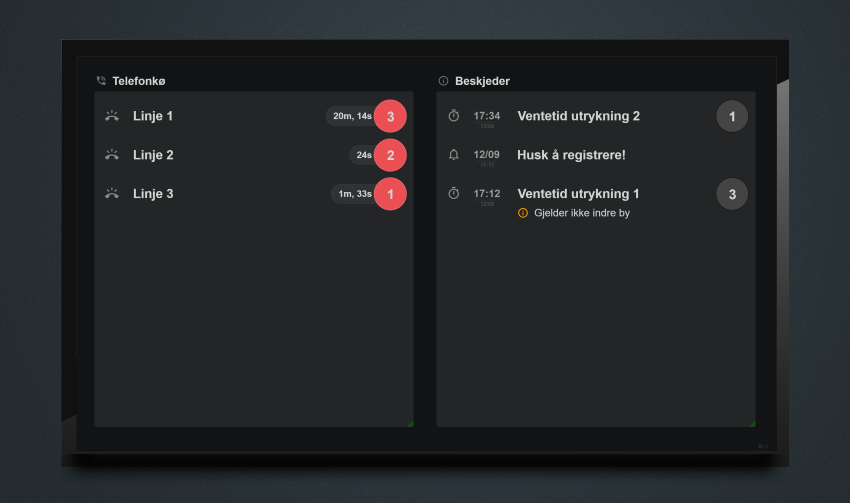 Telefonkø
Linje 1
20m, 14s
3
Linje 2
24s
2
Linje 3
1m, 33s
1
Beskjeder
17:34
12/09
Ventetid utrykning 2
1
12/09
Husk å registrere!
17:12
12/09
Ventetid utrykning 1
3
Gjelder ikke indre by